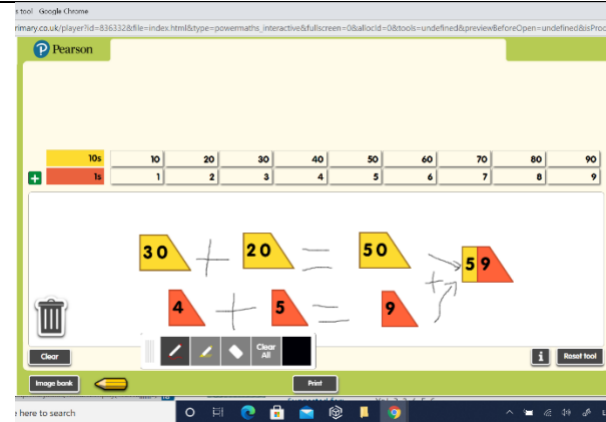 s tool  Google Chrome
rimary.co.uk/player?id=836332&file=index.html&type=powermaths_interactive&fullscreen=0&allocid=0&tools=undefined&previewBeforeOpen=undefined&isProc
P Pearson
10s 10 20 30 40 50 60 70 80 90
+ 1s 1 2 3 4 5 6 7 8 9
30 + 20 = 50
+ 59
4 + 5 = 9
Clear All
Clear i Reset tool
Image bank Print
here to search